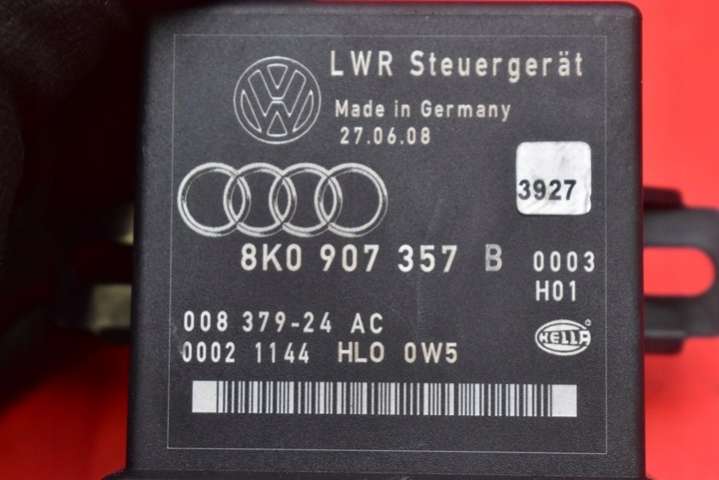 LWR Steuergerät
Made in Germany
27.06.08
3927
8K0 907 357 B 0003
H01
008 379-24 AC
0002 1144 HLO 0W5
HELLA